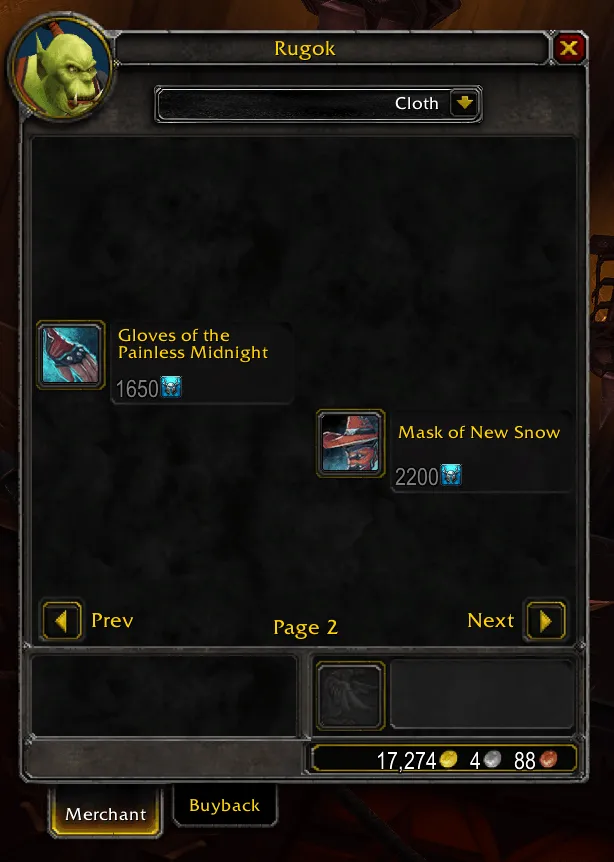 Rugok
Cloth
Gloves of the
Painless Midnight
1650
Mask of New Snow
2200
Prev
Page 2
Next
17,274 4 88
Merchant
Buyback